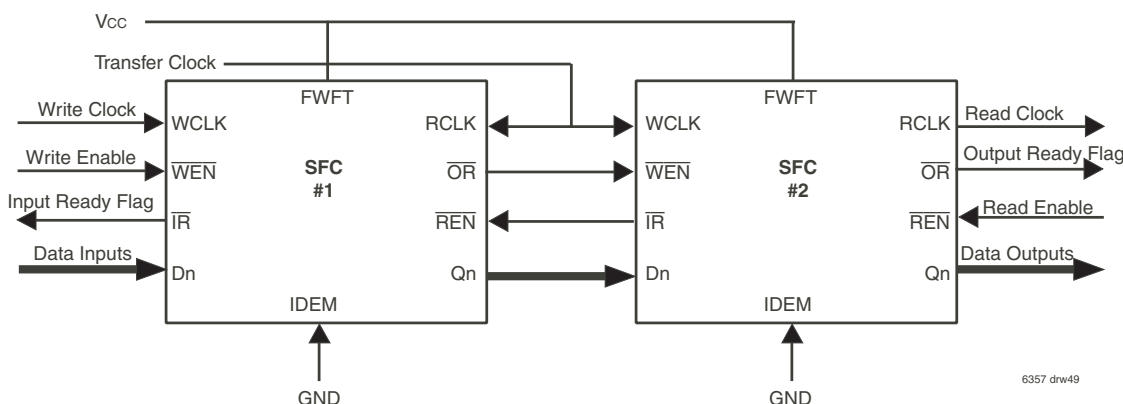 VCC
Transfer Clock
FWFT
FWFT
Write Clock
WCLK
RCLK
WCLK
RCLK
Read Clock
Write Enable
WEN
SFC
#1
OR
WEN
SFC
#2
OR
Output Ready Flag
Input Ready Flag
IR
REN
IR
REN
Read Enable
Data Inputs
Dn
Qn
Dn
Qn
Data Outputs
IDEM
IDEM
GND
GND
6357 drw49